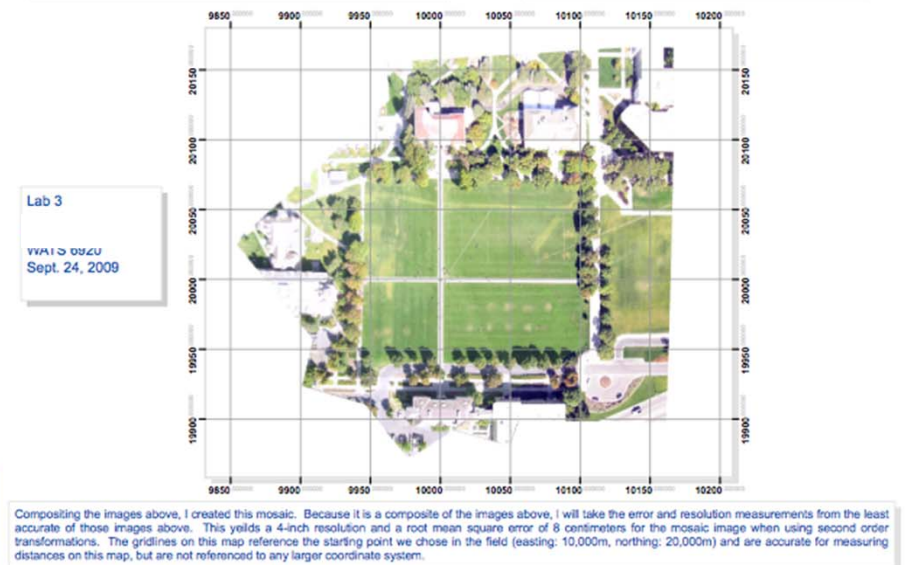 9850 9900 9950 10000 10050 10100 10150 10200
20150 20150
20100 20100
20050 20050
Lab 3
WATS 6920
Sept. 24, 2009
20000 20000
19950 19950
19900 19900
9850 9900 9950 10000 10050 10100 10150 10200
Compositing the images above, I created this mosaic. Because it is a composite of the images above, I will take the error and resolution measurements from the least
accurate of those images above. This yeilds a 4-inch resolution and a root mean square error of 8 centimeters for the mosaic image when using second order
transformations. The gridlines on this map reference the starting point we chose in the field (easting: 10,000m, northing: 20,000m) and are accurate for measuring
distances on this map, but are not referenced to any larger coordinate system.